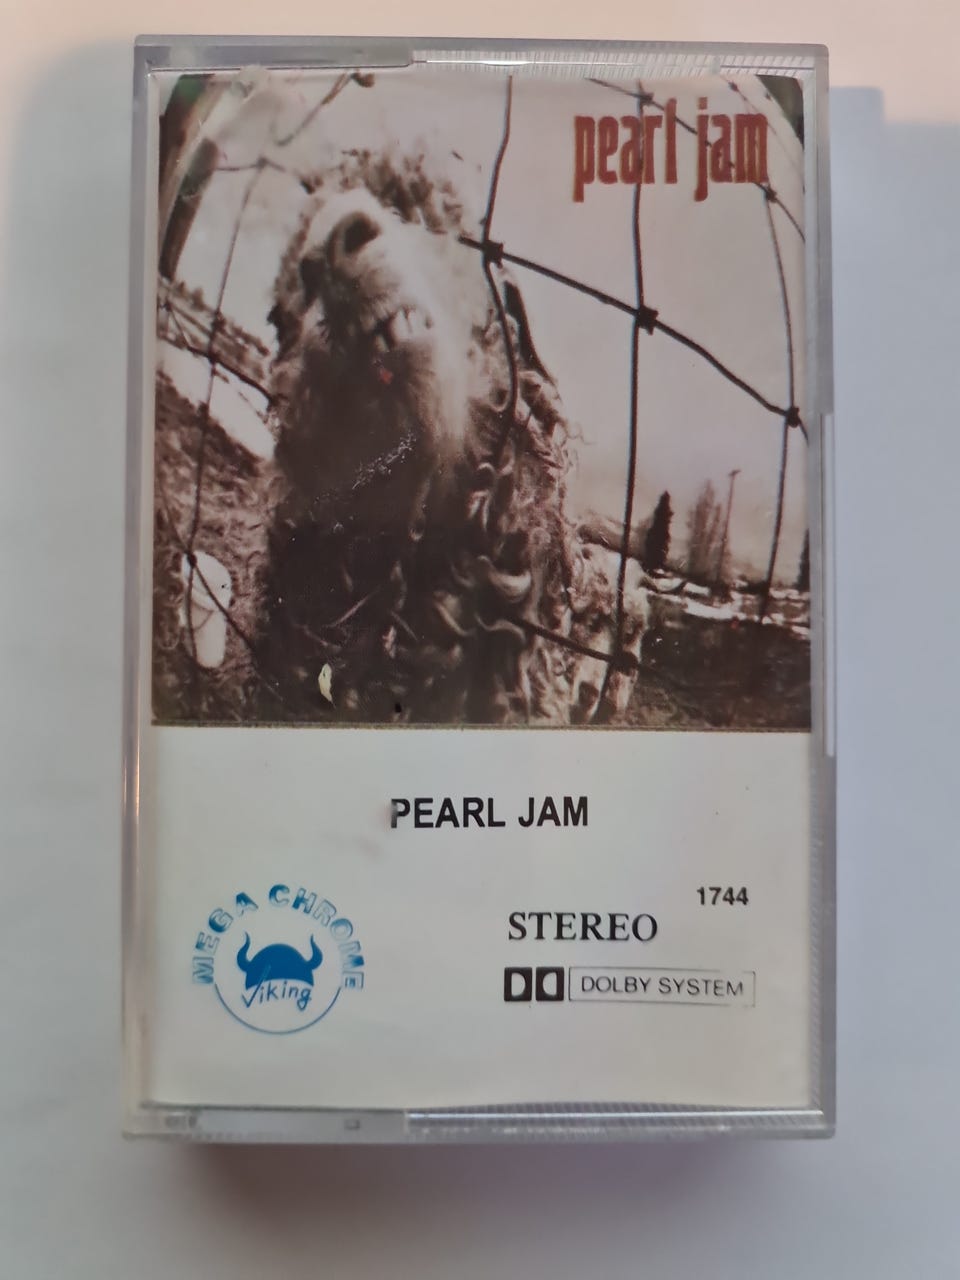 pearl jam
PEARL JAM
1744
MEGA CHROME
Viking
STEREO
DOLBY SYSTEM